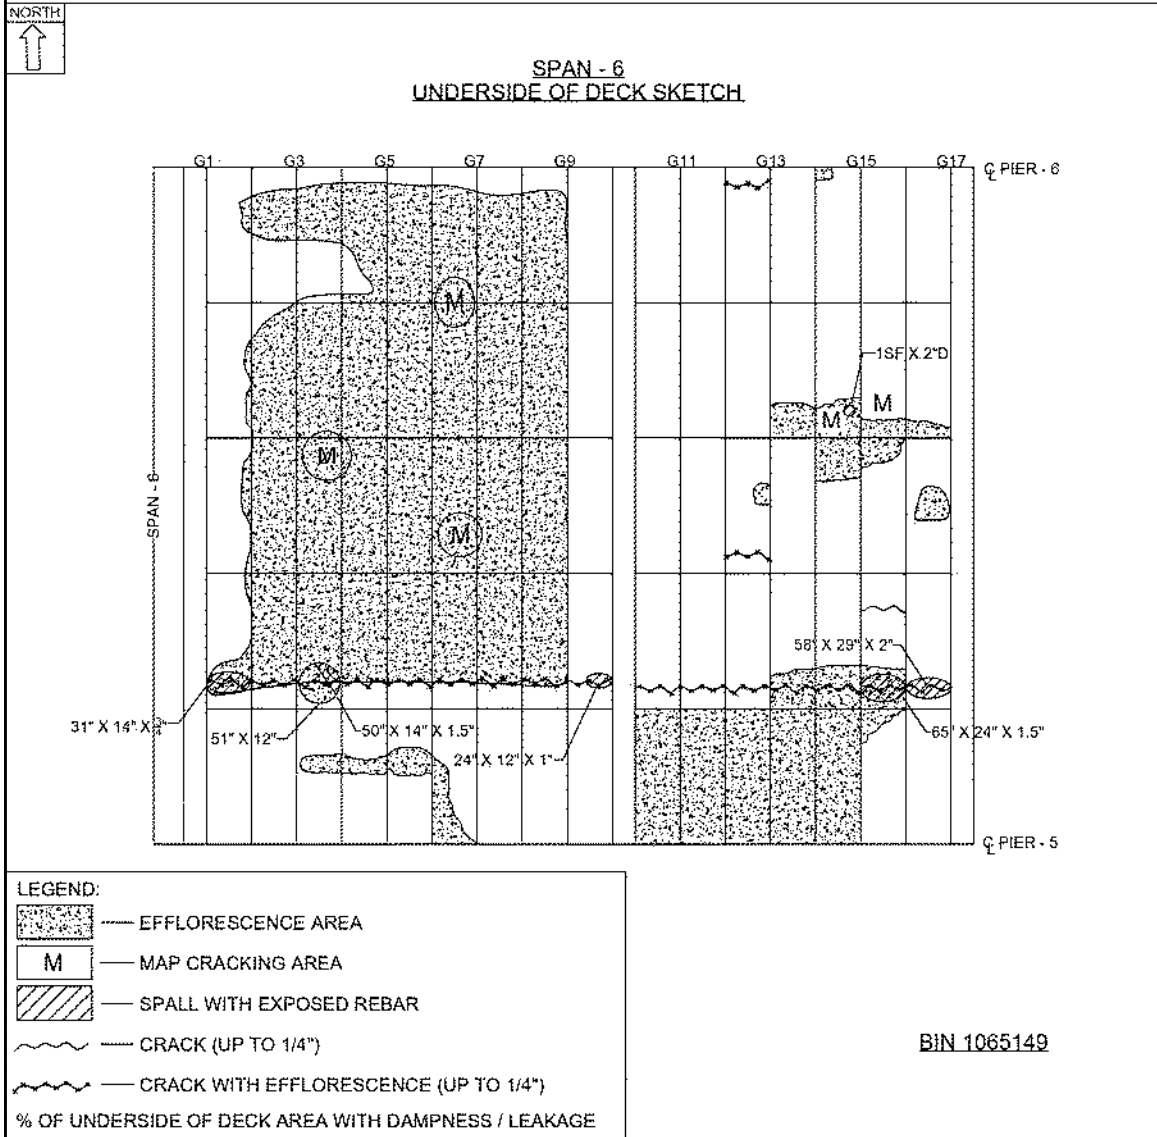 NORTH
SPAN - 6
UNDERSIDE OF DECK SKETCH
G1 G3 G5 G7 G9 G11 G13 G15 G17
℄ PIER - 6
M
1SF X 2"D
M M
M
SPAN - 6
M
58" X 29" X 2"
31" X 14" X
51" X 12"
50" X 14" X 1.5"
24" X 12" X 1"
65" X 24" X 1.5"
℄ PIER - 5
LEGEND:
EFFLORESCENCE AREA
M MAP CRACKING AREA
SPALL WITH EXPOSED REBAR
CRACK (UP TO 1/4")
CRACK WITH EFFLORESCENCE (UP TO 1/4")
% OF UNDERSIDE OF DECK AREA WITH DAMPNESS / LEAKAGE
BIN 1065149